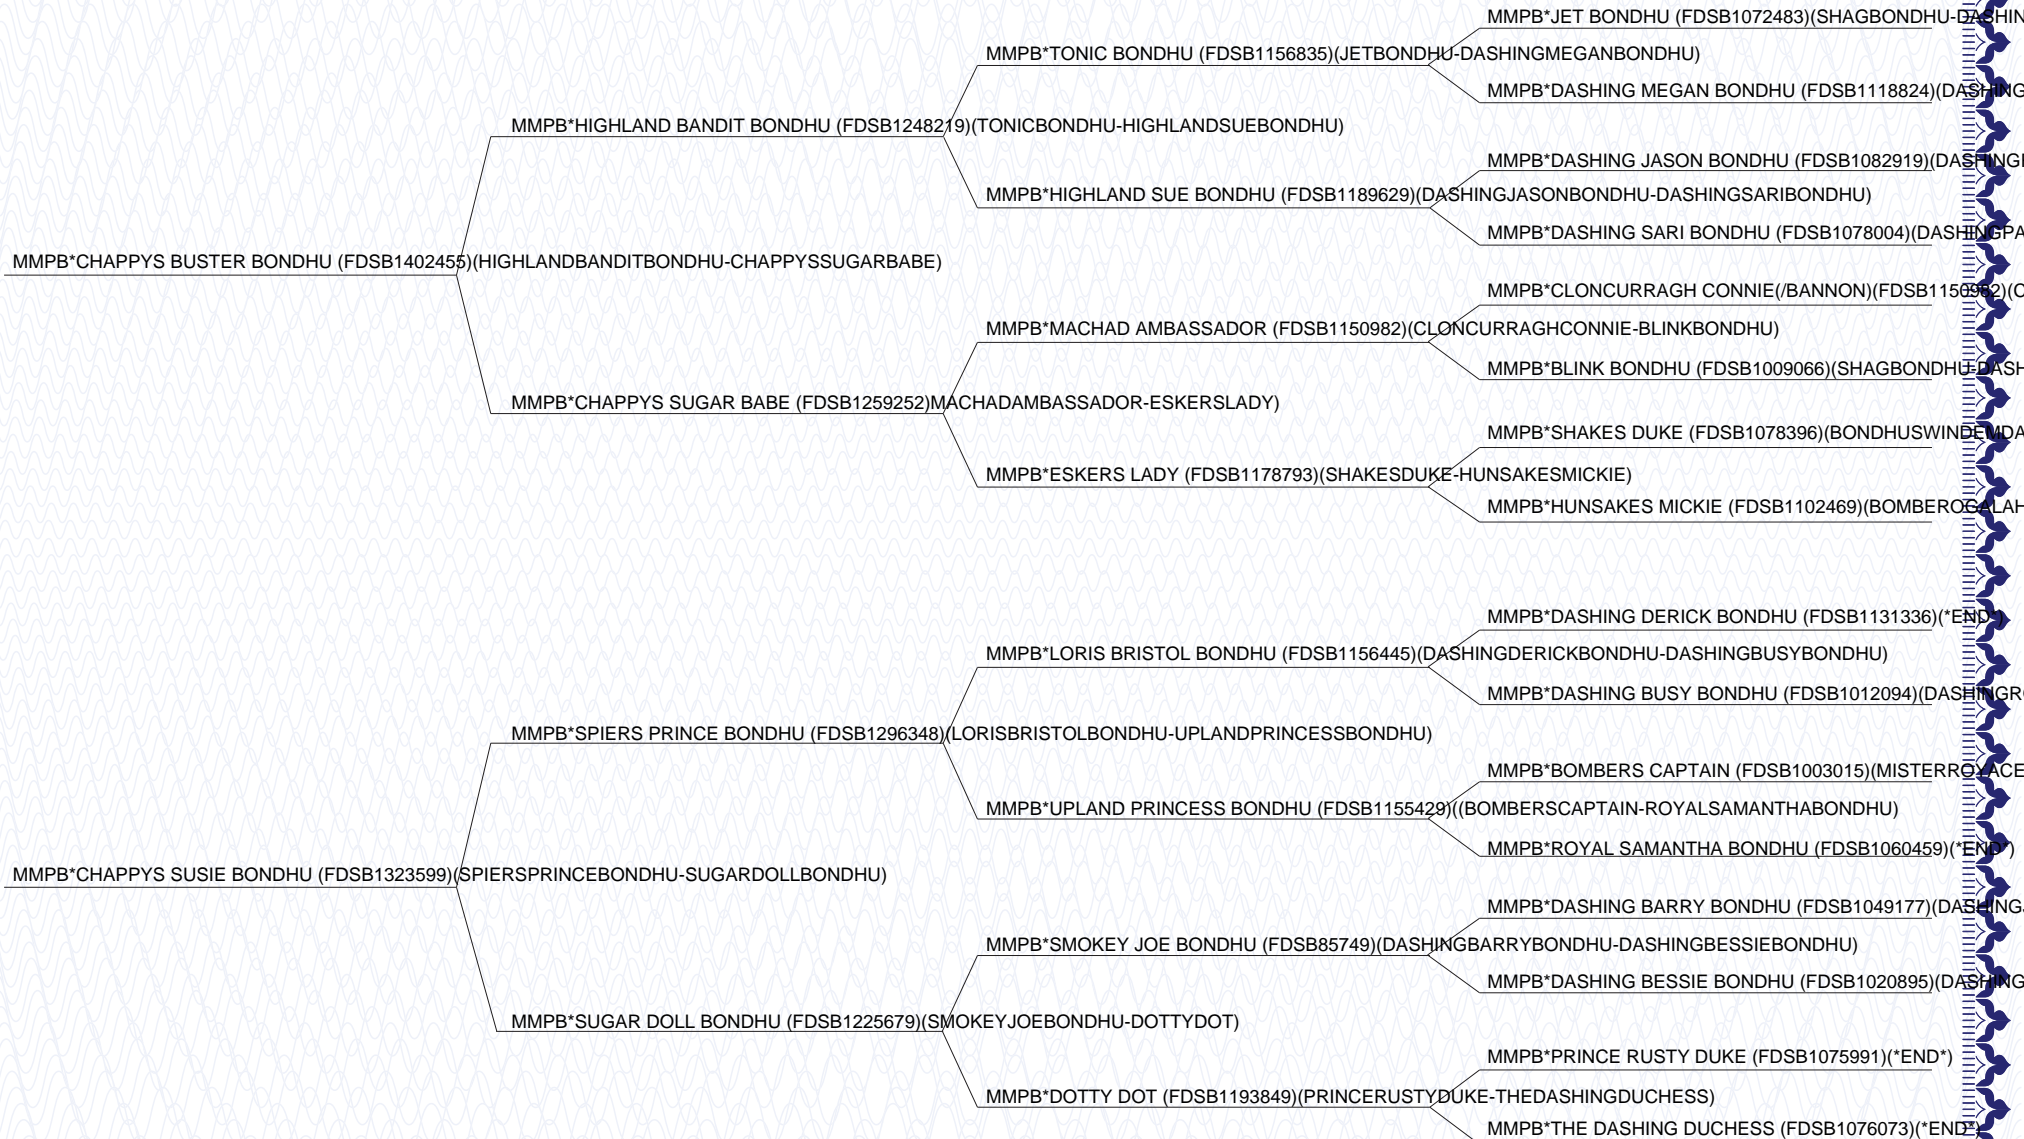 MMPB*JET BONDHU (FDSB1072483)(SHAGBONDHU-DASHIN
MMPB*TONIC BONDHU (FDSB1156835)(JETBONDHU-DASHINGMEGANBONDHU)
MMPB*DASHING MEGAN BONDHU (FDSB1118824)(DASHING
MMPB*HIGHLAND BANDIT BONDHU (FDSB1248219)(TONICBONDHU-HIGHLANDSUEBONDHU)
MMPB*DASHING JASON BONDHU (FDSB1082919)(DASHING
MMPB*HIGHLAND SUE BONDHU (FDSB1189629)(DASHINGJASONBONDHU-DASHINGSARIBONDHU)
MMPB*DASHING SARI BONDHU (FDSB1078004)(DASHINGPA
MMPB*CHAPPYS BUSTER BONDHU (FDSB1402455)(HIGHLANDBANDITBONDHU-CHAPPYSSUGARBABE)
MMPB*CLONCURRAGH CONNIE(/BANNON)(FDSB1150982)(C
MMPB*MACHAD AMBASSADOR (FDSB1150982)(CLONCURRAGHCONNIE-BLINKBONDHU)
MMPB*BLINK BONDHU (FDSB1009066)(SHAGBONDHU-DASH
MMPB*CHAPPYS SUGAR BABE (FDSB1259252)MACHADAMBASSADOR-ESKERSLADY)
MMPB*SHAKES DUKE (FDSB1078396)(BONDHUSWINDEMDA
MMPB*ESKERS LADY (FDSB1178793)(SHAKESDUKE-HUNSAKESMICKIE)
MMPB*HUNSAKES MICKIE (FDSB1102469)(BOMBEROGALAH
MMPB*DASHING DERICK BONDHU (FDSB1131336)(*END*)
MMPB*LORIS BRISTOL BONDHU (FDSB1156445)(DASHINGDERICKBONDHU-DASHINGBUSYBONDHU)
MMPB*DASHING BUSY BONDHU (FDSB1012094)(DASHINGR
MMPB*SPIERS PRINCE BONDHU (FDSB1296348)(LORISBRISTOLBONDHU-UPLANDPRINCESSBONDHU)
MMPB*BOMBERS CAPTAIN (FDSB1003015)(MISTERROYACE
MMPB*UPLAND PRINCESS BONDHU (FDSB1155429)((BOMBERSCAPTAIN-ROYALSAMANTHABONDHU)
MMPB*ROYAL SAMANTHA BONDHU (FDSB1060459)(*END*)
MMPB*CHAPPYS SUSIE BONDHU (FDSB1323599)(SPIERSPRINCEBONDHU-SUGARDOLLBONDHU)
MMPB*DASHING BARRY BONDHU (FDSB1049177)(DASHING
MMPB*SMOKEY JOE BONDHU (FDSB85749)(DASHINGBARRYBONDHU-DASHINGBESSIEBONDHU)
MMPB*DASHING BESSIE BONDHU (FDSB1020895)(DASHING
MMPB*SUGAR DOLL BONDHU (FDSB1225679)(SMOKEYJOEBONDHU-DOTTYDOT)
MMPB*PRINCE RUSTY DUKE (FDSB1075991)(*END*)
MMPB*DOTTY DOT (FDSB1193849)(PRINCERUSTYDUKE-THEDASHINGDUCHESS)
MMPB*THE DASHING DUCHESS (FDSB1076073)(*END*)